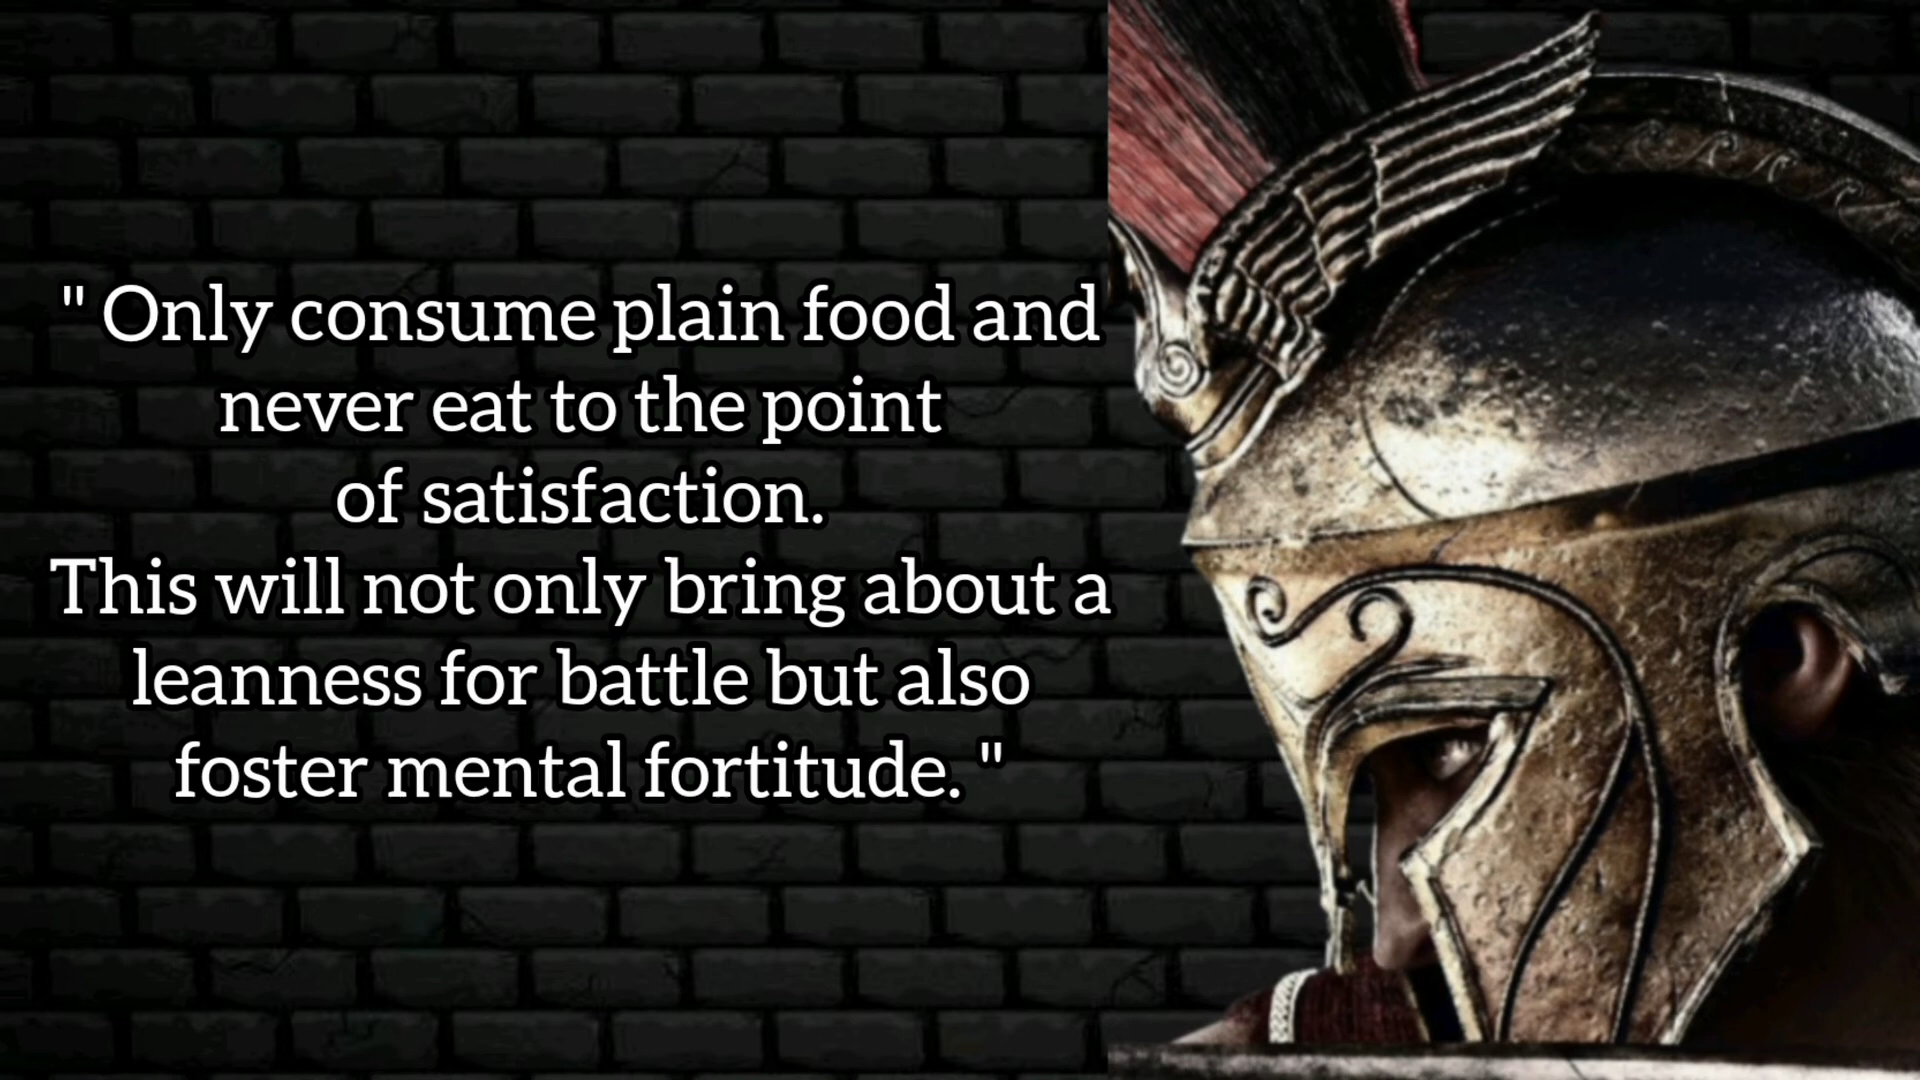 " Only consume plain food and
never eat to the point
of satisfaction.
This will not only bring about a
leanness for battle but also
foster mental fortitude. "